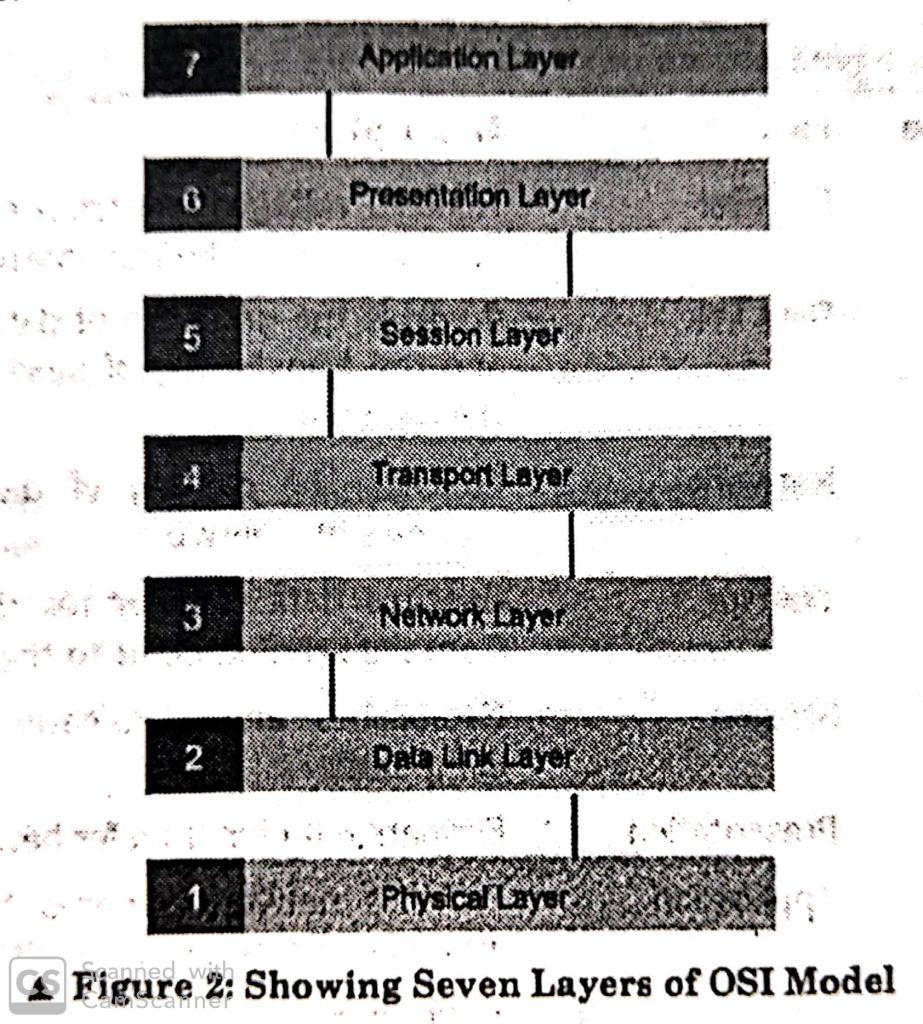 7 Application Layer
6 Presentation Layer
5 Session Layer
4 Transport Layer
3 Network Layer
2 Data Link Layer
1 Physical Layer
CS Scanned with
CamScanner
Figure 2: Showing Seven Layers of OSI Model